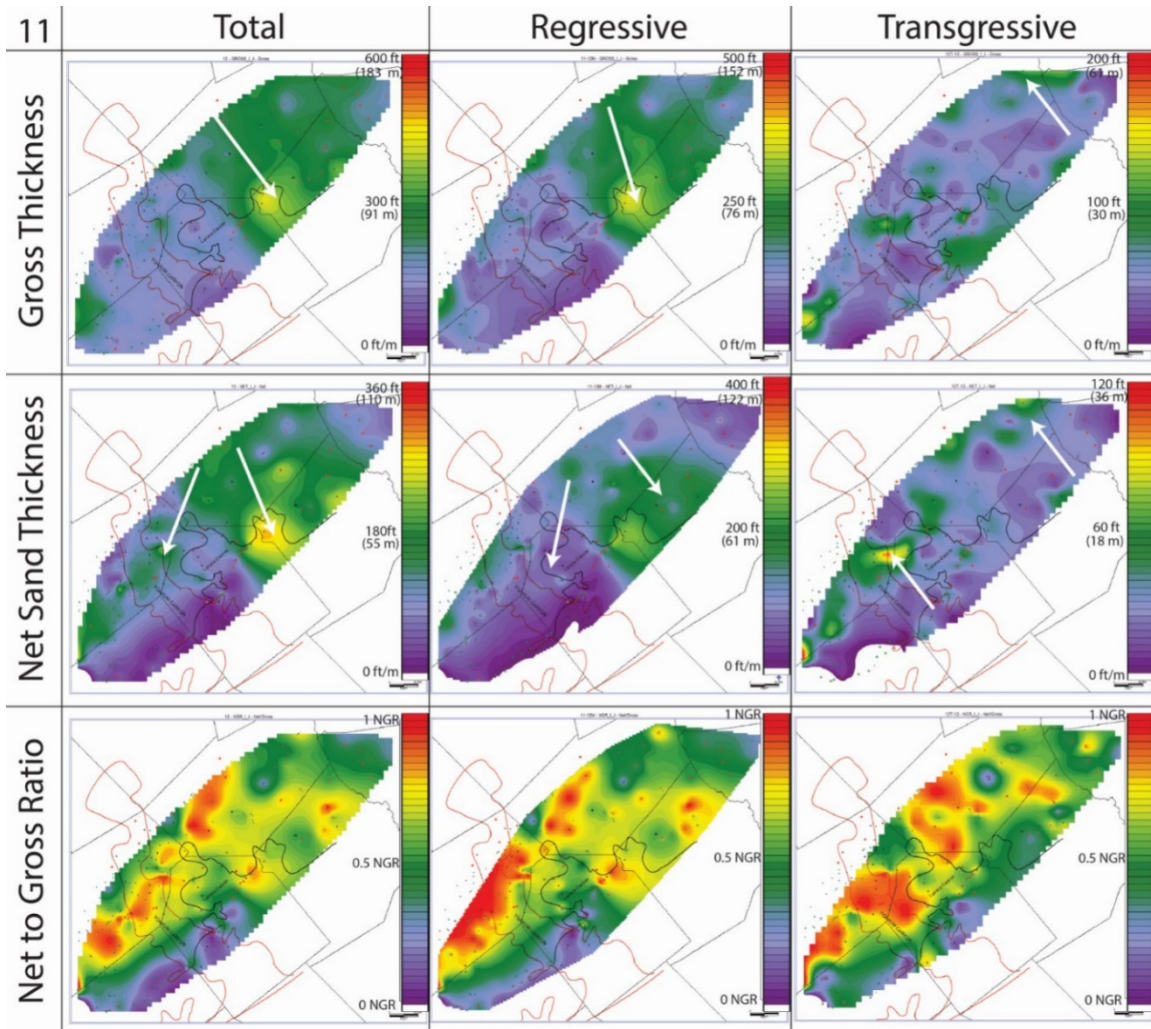 11
Total
Regressive
Transgressive
Gross Thickness
600 ft
(183 m)
300 ft
(91 m)
0 ft/m
500 ft
(152 m)
250 ft
(76 m)
0 ft/m
200 ft
(61 m)
100 ft
(30 m)
0 ft/m
Net Sand Thickness
360 ft
(110 m)
180ft
(55 m)
0 ft/m
400 ft
(122 m)
200 ft
(61 m)
0 ft/m
120 ft
(36 m)
60 ft
(18 m)
0 ft/m
Net to Gross Ratio
1 NGR
0.5 NGR
0 NGR
1 NGR
0.5 NGR
0 NGR
1 NGR
0.5 NGR
0 NGR